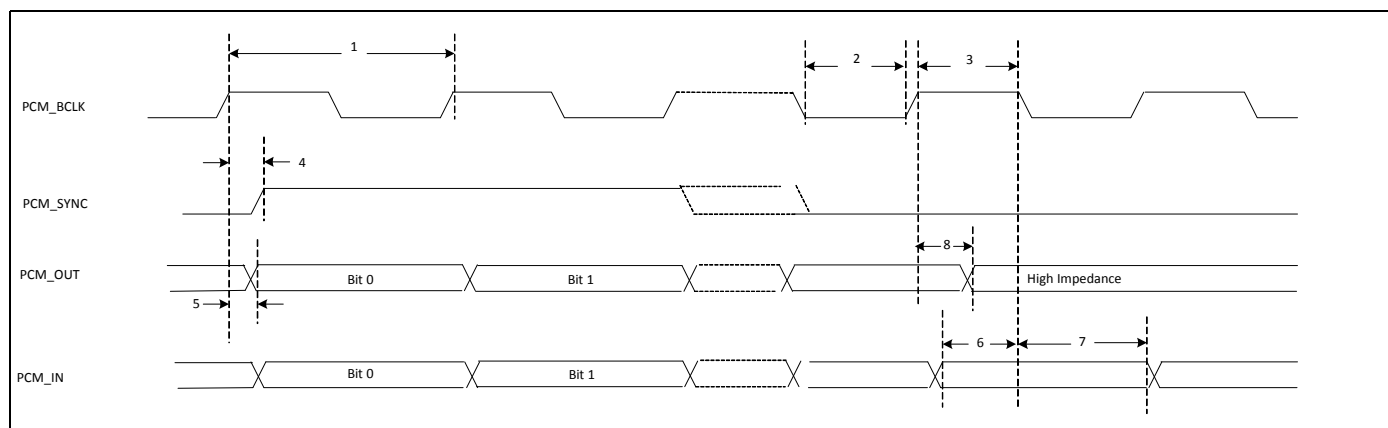 1
2
3
PCM_BCLK
4
PCM_SYNC
8
PCM_OUT
Bit 0
Bit 1
High Impedance
5
6
7
PCM_IN
Bit 0
Bit 1